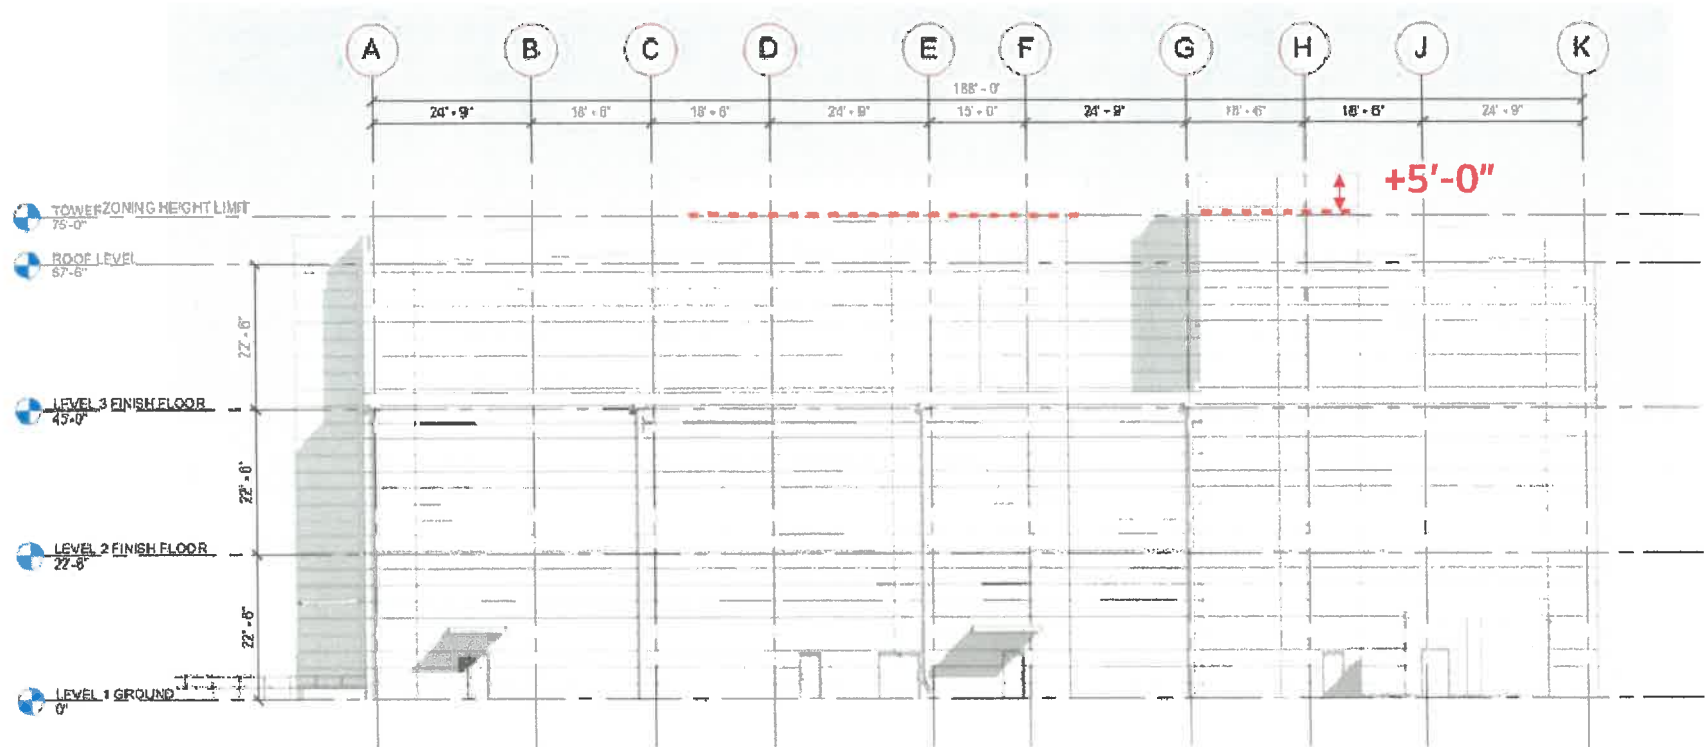 A B C D E F G H J K
188' - 0"
24' - 9" 18' - 6" 18' - 6" 24' - 9" 15' - 0" 24' - 9" 18' - 6" 18' - 6" 24' - 9"
+5'-0"
TOWER ZONING HEIGHT LIMIT
75'-0"
ROOF LEVEL
67'-6"
22' - 6"
LEVEL 3 FINISH FLOOR
45'-0"
22' - 6"
LEVEL 2 FINISH FLOOR
22'-6"
22' - 6"
LEVEL 1 GROUND
0"